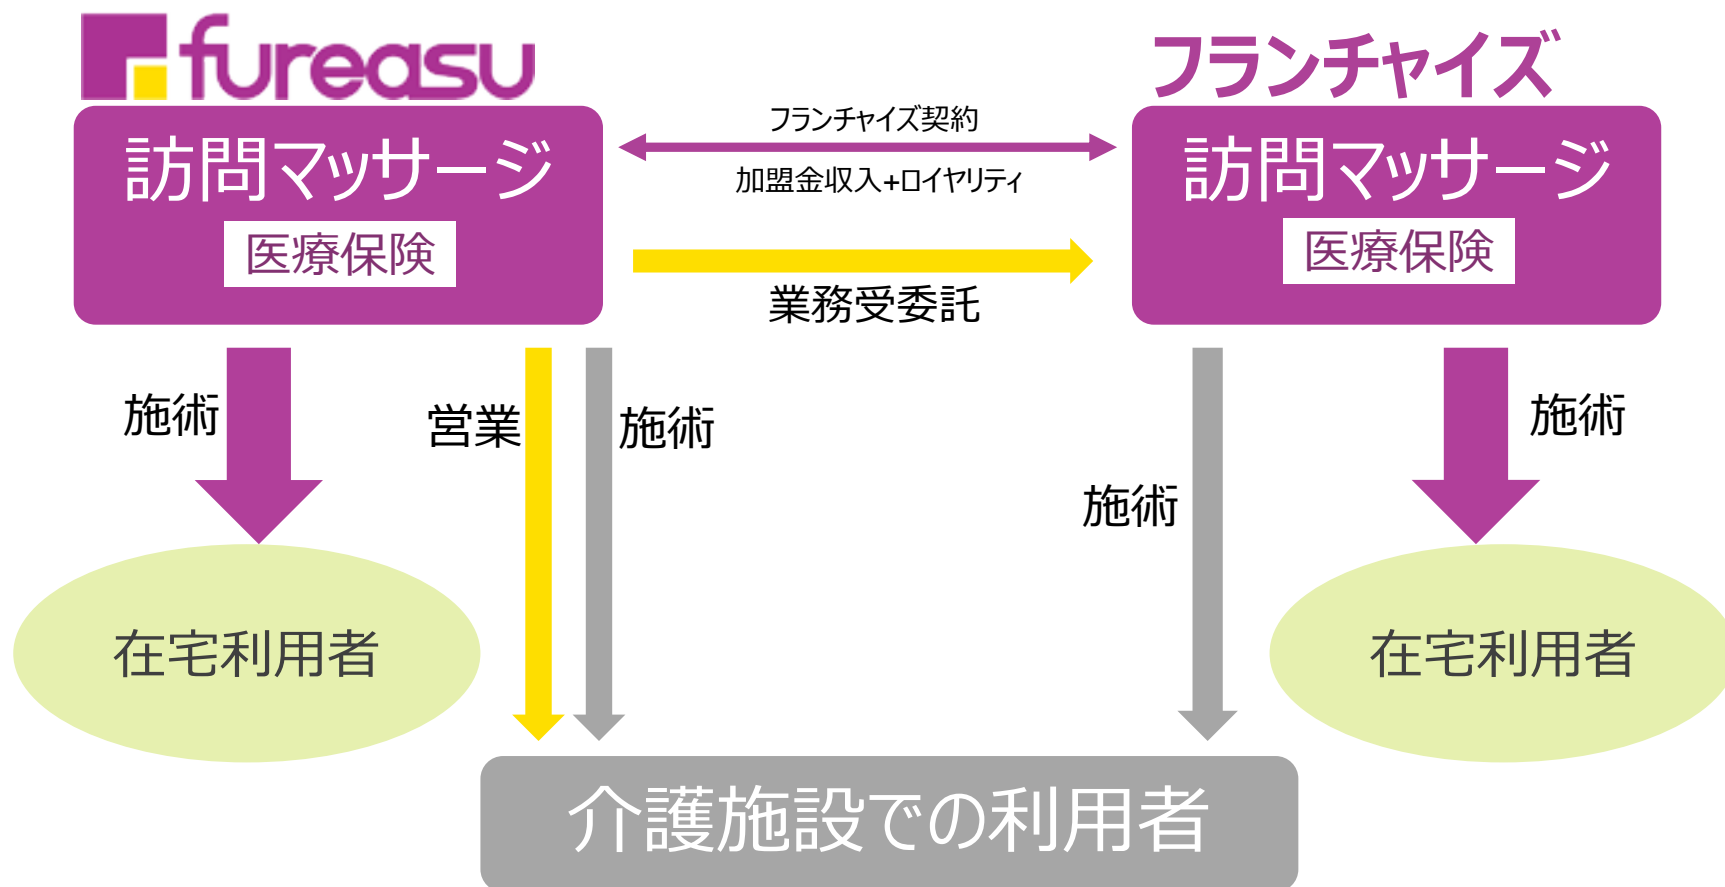 fureasu
フランチャイズ
訪問マッサージ
医療保険
フランチャイズ契約
加盟金収入+ロイヤリティ
業務受委託
訪問マッサージ
医療保険
施術
営業
施術
施術
施術
在宅利用者
在宅利用者
介護施設での利用者